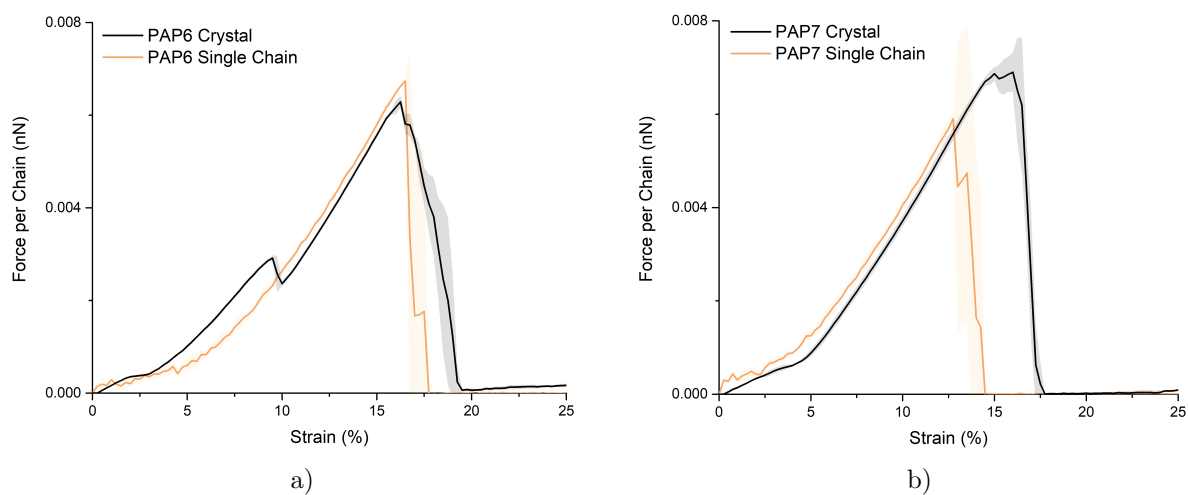 0.008
PAP6 Crystal
PAP6 Single Chain
Force per Chain (nN)
0.004
0.000
0
5
10
15
20
25
Strain (%)
a)
0.008
PAP7 Crystal
PAP7 Single Chain
Force per Chain (nN)
0.004
0.000
0
5
10
15
20
25
Strain (%)
b)